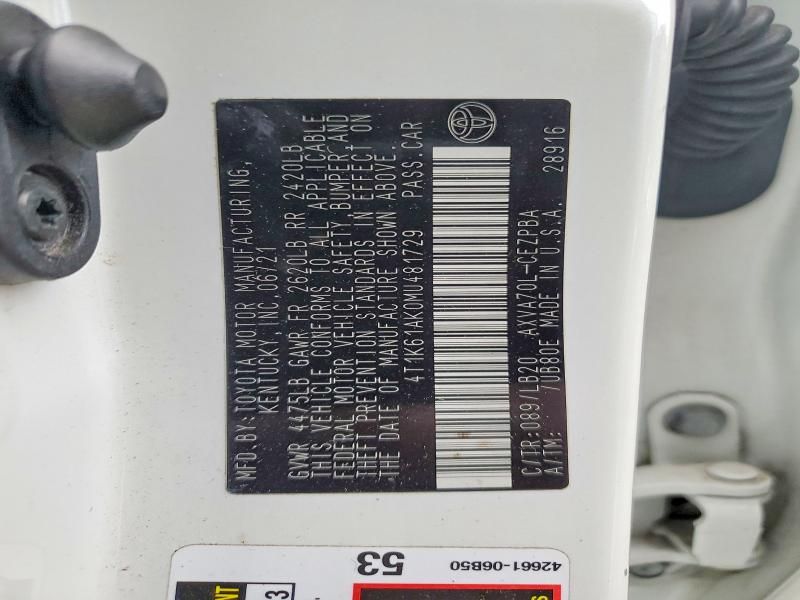 MFD. BY: TOYOTA MOTOR MANUFACTURING,
KENTUCKY, INC. 06/21
GVWR 4475LB GAWR FR 2620LB RR 2420LB
THIS VEHICLE CONFORMS TO ALL APPLICABLE
FEDERAL MOTOR VEHICLE SAFETY, BUMPER, AND
THEFT PREVENTION STANDARDS IN EFFECT ON
THE DATE OF MANUFACTURE SHOWN ABOVE
4T1K61AK0MU481729 PASS.CAR
C/TR:089/LB20 AXVA70L-CEZPBA
A/TM: /UB80E MADE IN U.S.A. 28916
53
42661-06B50